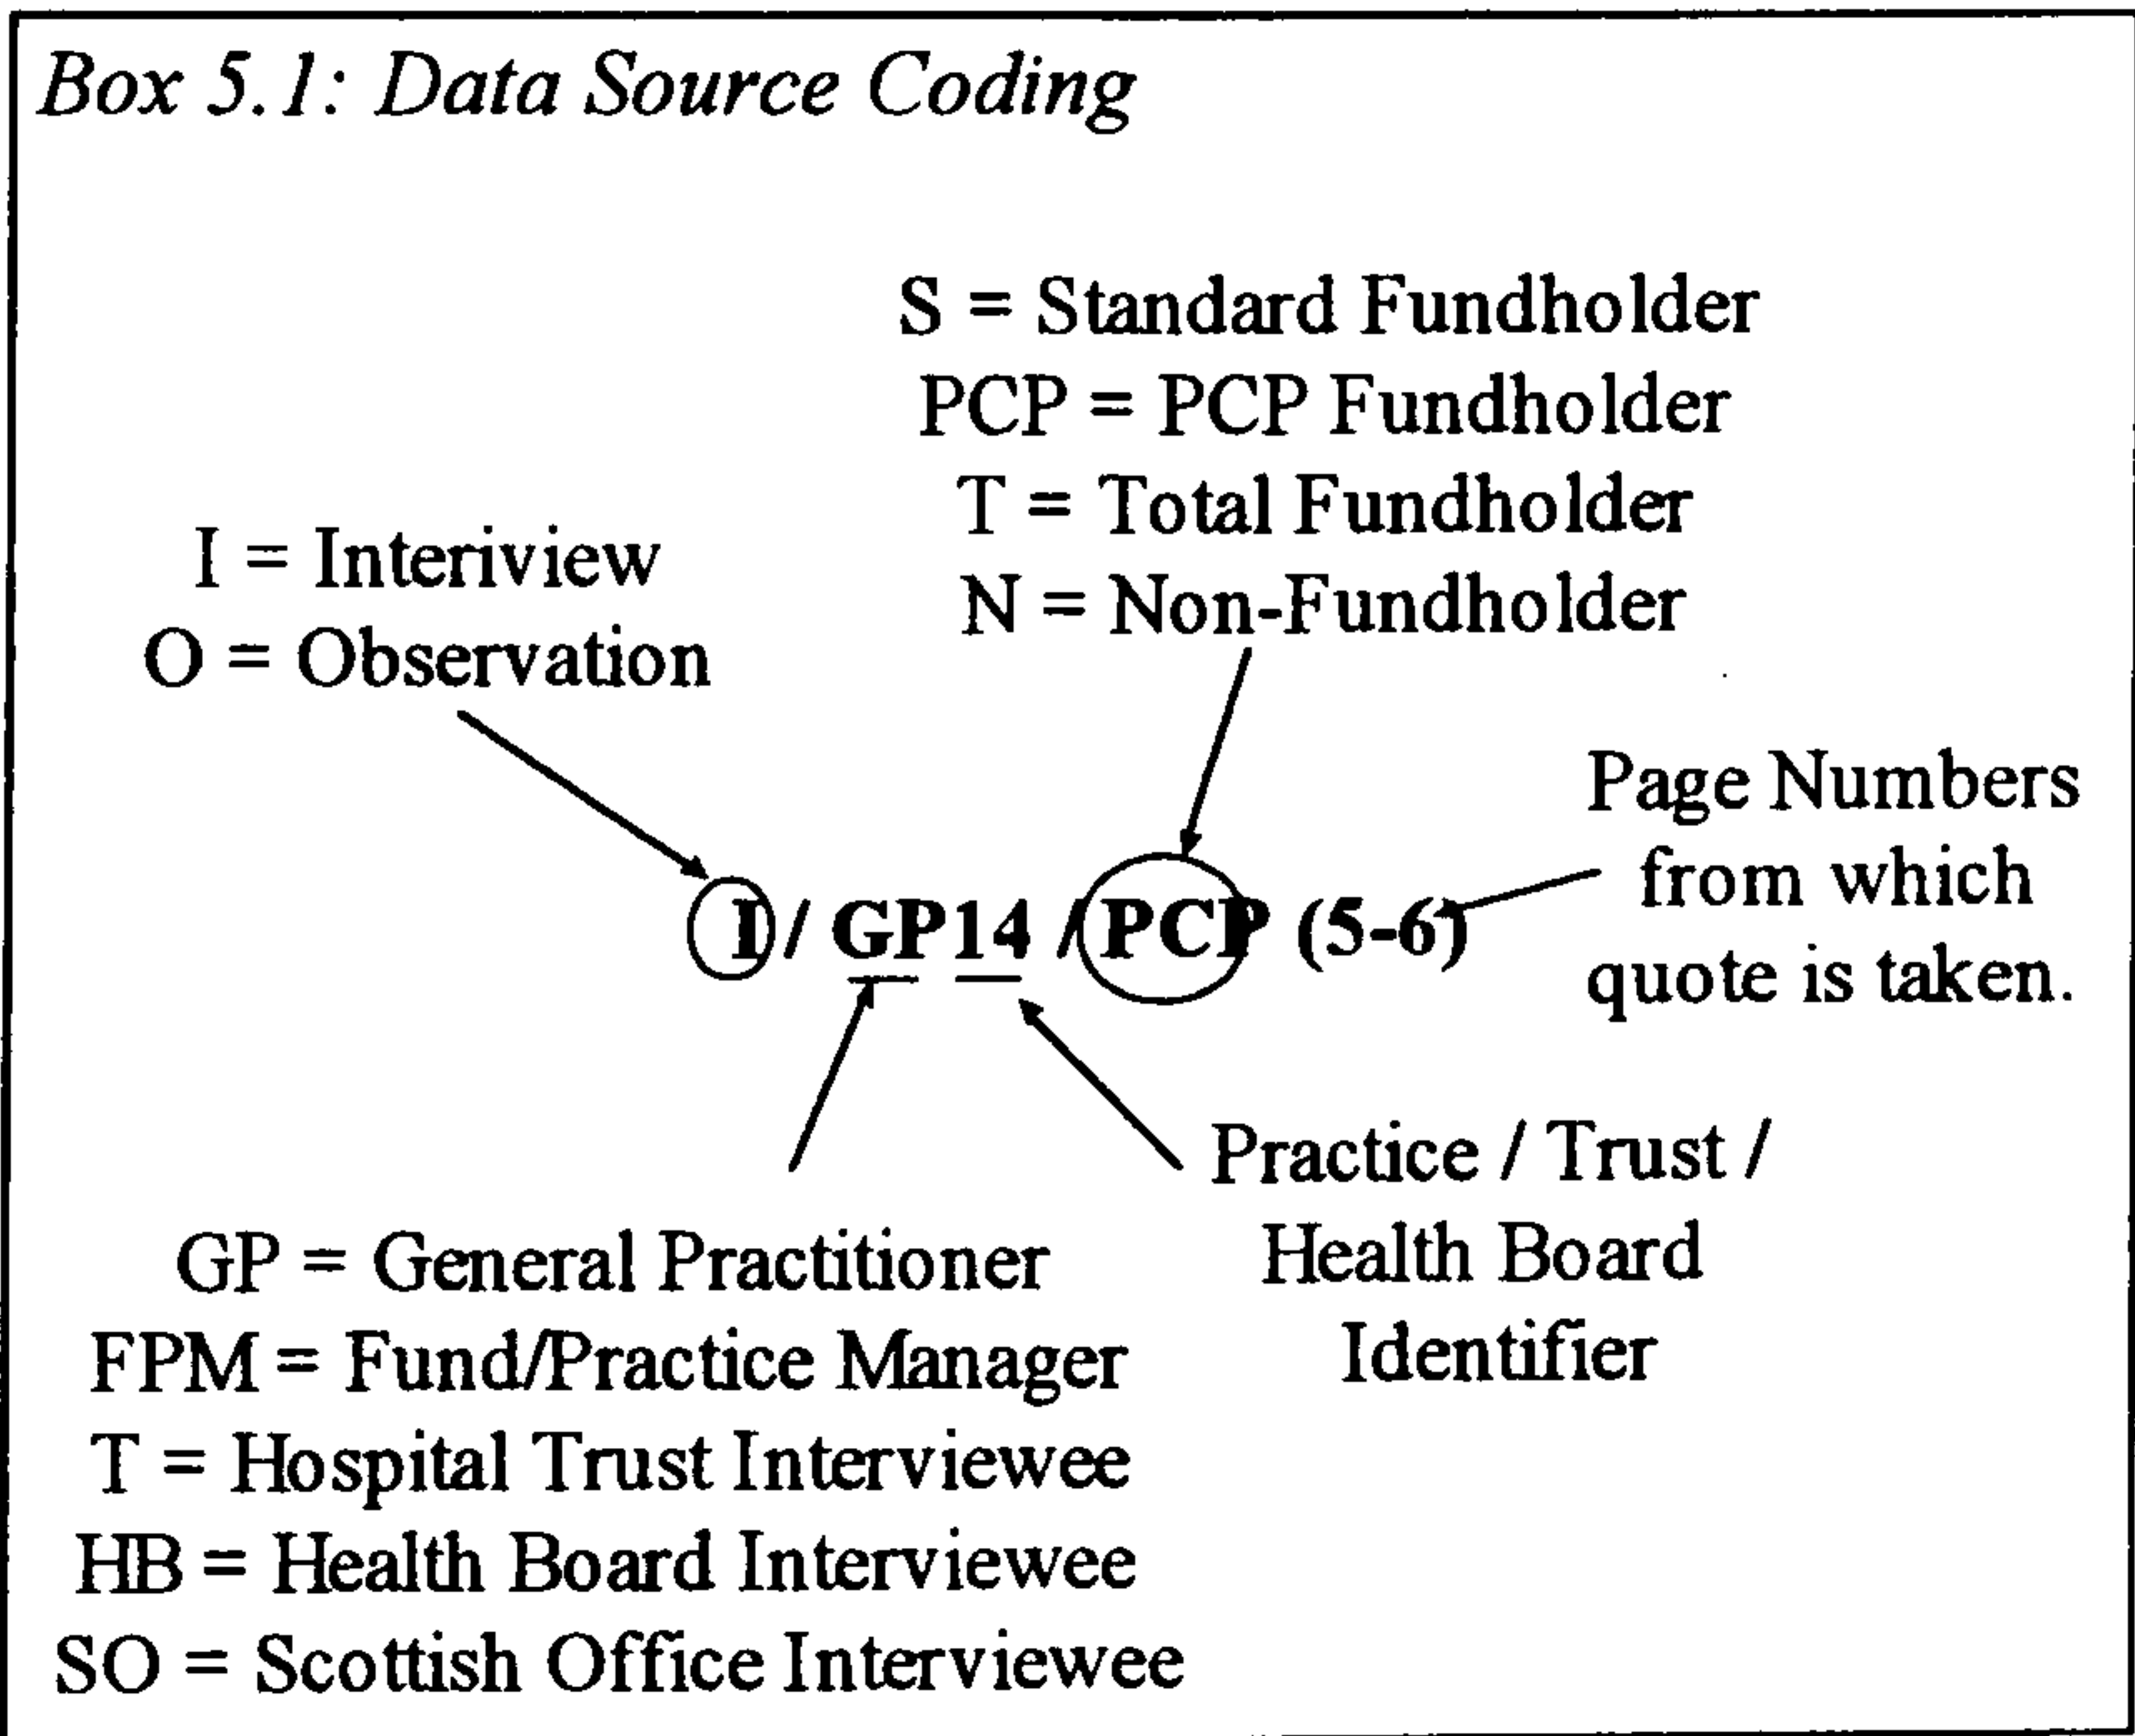 Box 5.1: Data Source Coding
S = Standard Fundholder
PCP = PCP Fundholder
T = Total Fundholder
N = Non-Fundholder
I = Interiview
O = Observation
Page Numbers
from which
quote is taken.
I / GP14 / PCP (5-6)
Practice / Trust /
Health Board
Identifier
GP = General Practitioner
FPM = Fund/Practice Manager
T = Hospital Trust Interviewee
HB = Health Board Interviewee
SO = Scottish Office Interviewee